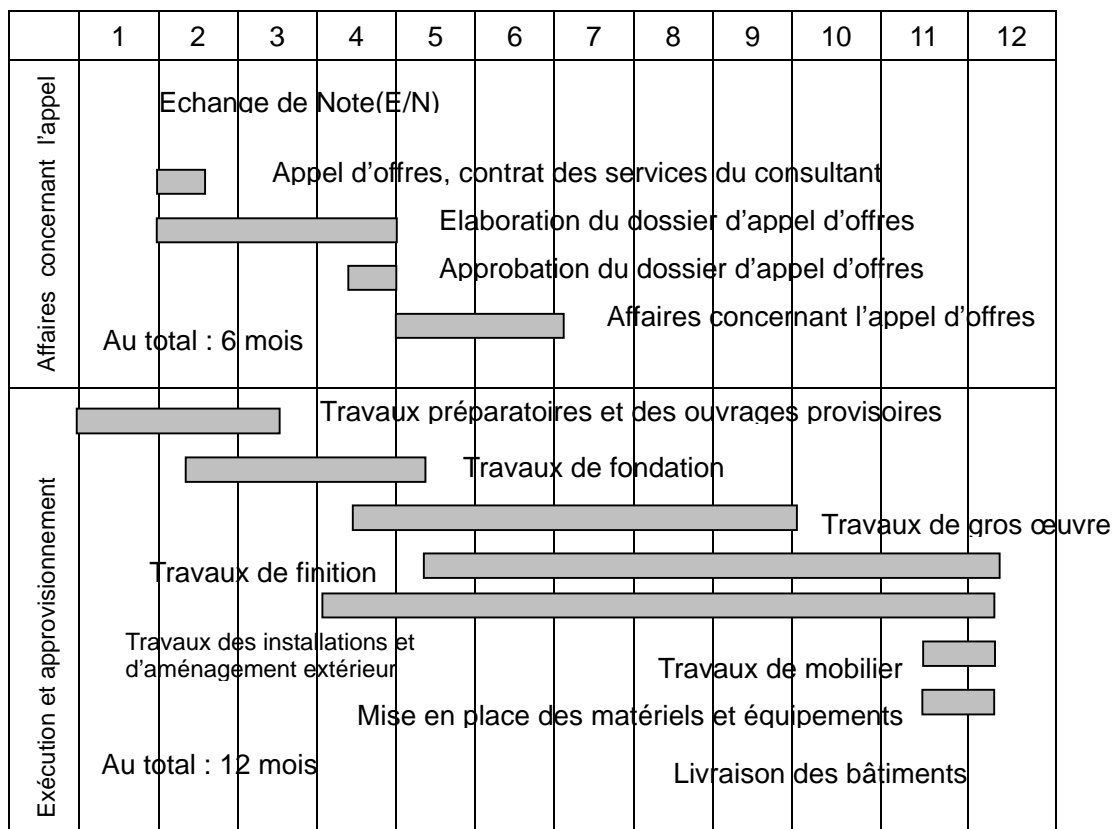 1 2 3 4 5 6 7 8 9 10 11 12
Affaires concernant l'appel
Echange de Note(E/N)
Appel d'offres, contrat des services du consultant
Elaboration du dossier d'appel d'offres
Approbation du dossier d'appel d'offres
Affaires concernant l'appel d'offres
Au total : 6 mois
Exécution et approvisionnement
Travaux préparatoires et des ouvrages provisoires
Travaux de fondation
Travaux de gros œuvre
Travaux de finition
Travaux des installations et
d'aménagement extérieur
Travaux de mobilier
Mise en place des matériels et équipements
Au total : 12 mois
Livraison des bâtiments